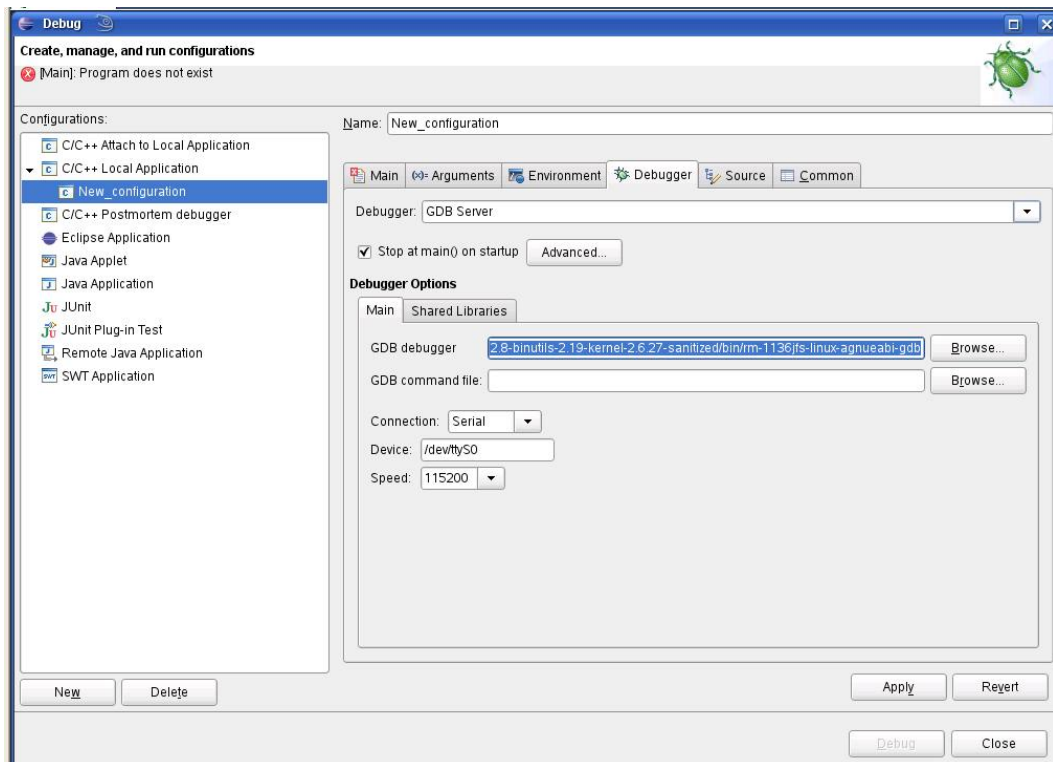 Debug
Create, manage, and run configurations
[Main]: Program does not exist
Configurations:
C/C++ Attach to Local Application
C/C++ Local Application
New_configuration
C/C++ Postmortem debugger
Eclipse Application
Java Applet
Java Application
JUnit
JUnit Plug-in Test
Remote Java Application
SWT Application
New Delete
Name: New_configuration
Main (x)= Arguments Environment Debugger Source Common
Debugger: GDB Server
Stop at main() on startup Advanced...
Debugger Options
Main Shared Libraries
GDB debugger 2.8-binutils-2.19-kernel-2.6.27-sanitized/bin/rm-1136jfs-linux-agnueabi-gdb Browse...
GDB command file: Browse...
Connection: Serial
Device: /dev/ttyS0
Speed: 115200
Apply Revert
Debug Close